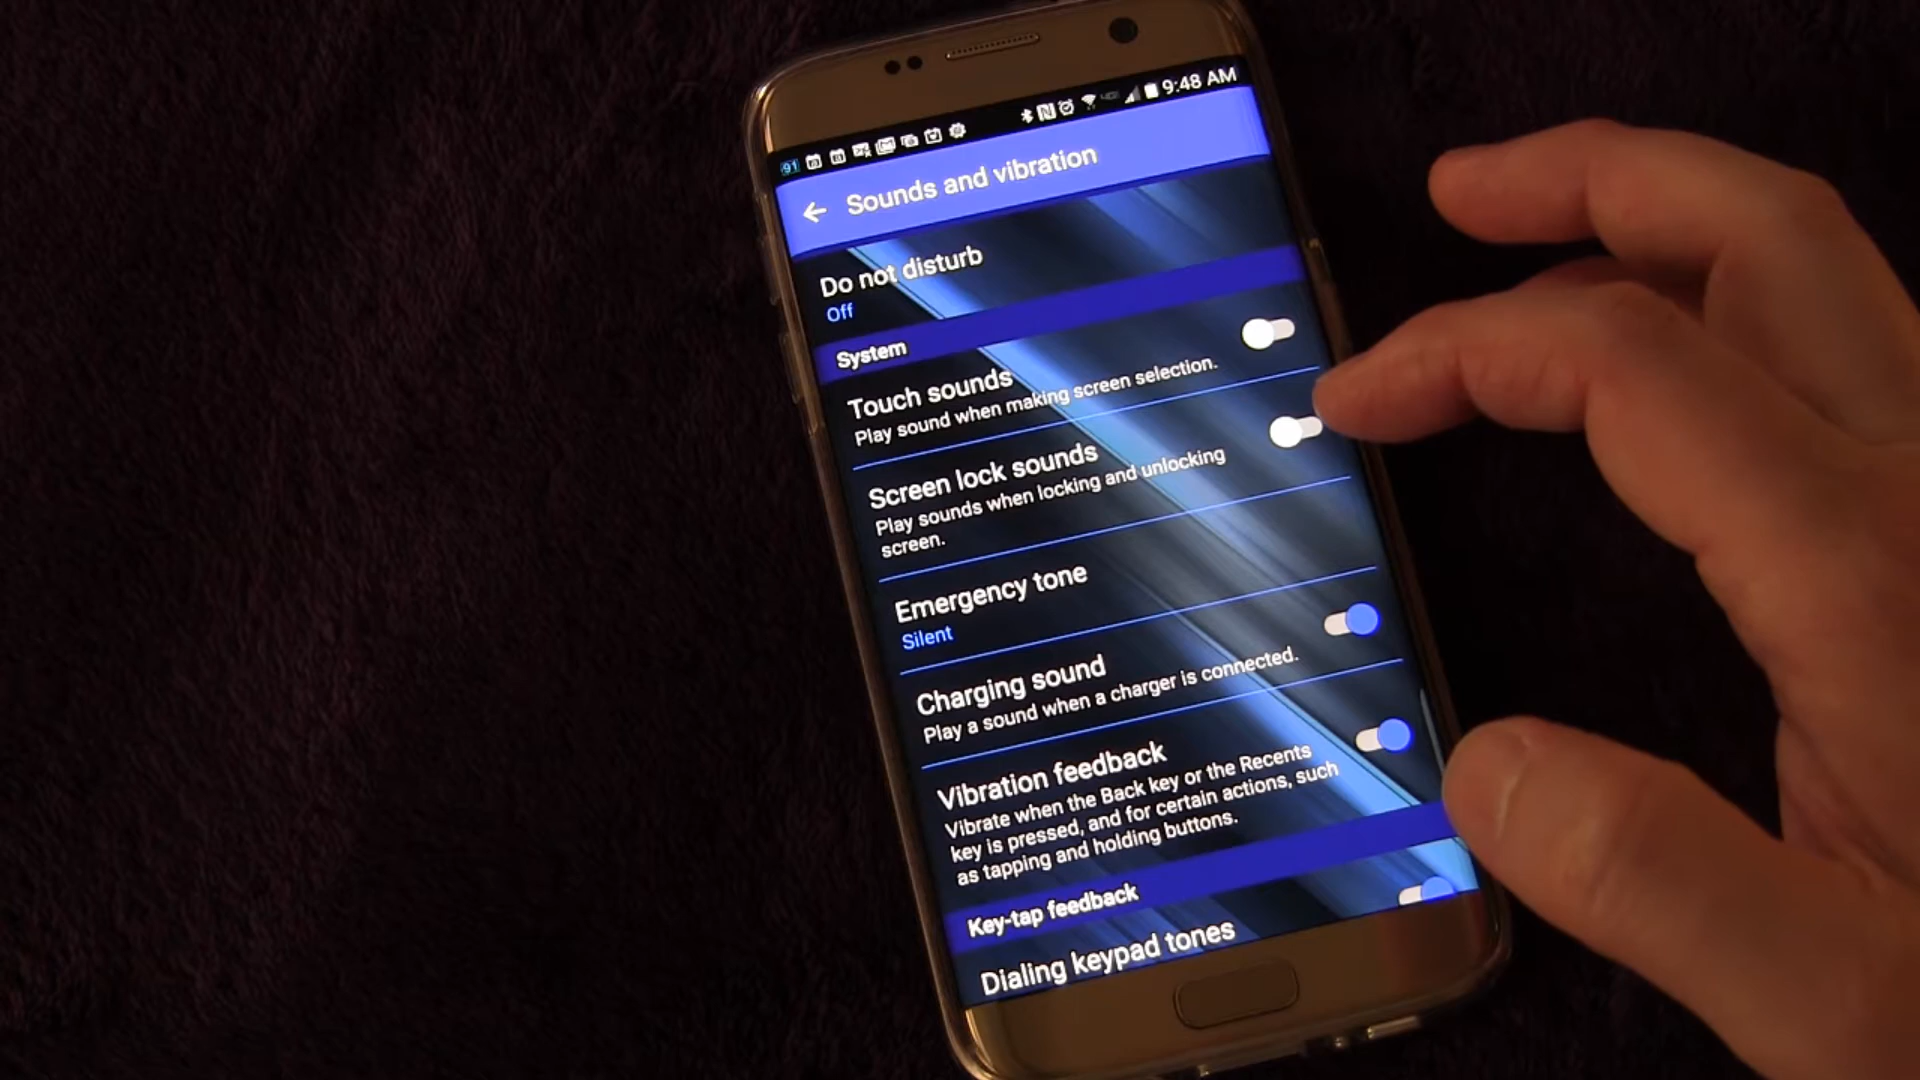 91 9:48 AM
Sounds and vibration
Do not disturb
Off
System
Touch sounds
Play sound when making screen selection.
Screen lock sounds
Play sounds when locking and unlocking
screen.
Emergency tone
Silent
Charging sound
Play a sound when a charger is connected.
Vibration feedback
Vibrate when the Back key or the Recents
key is pressed, and for certain actions, such
as tapping and holding buttons.
Key-tap feedback
Dialing keypad tones